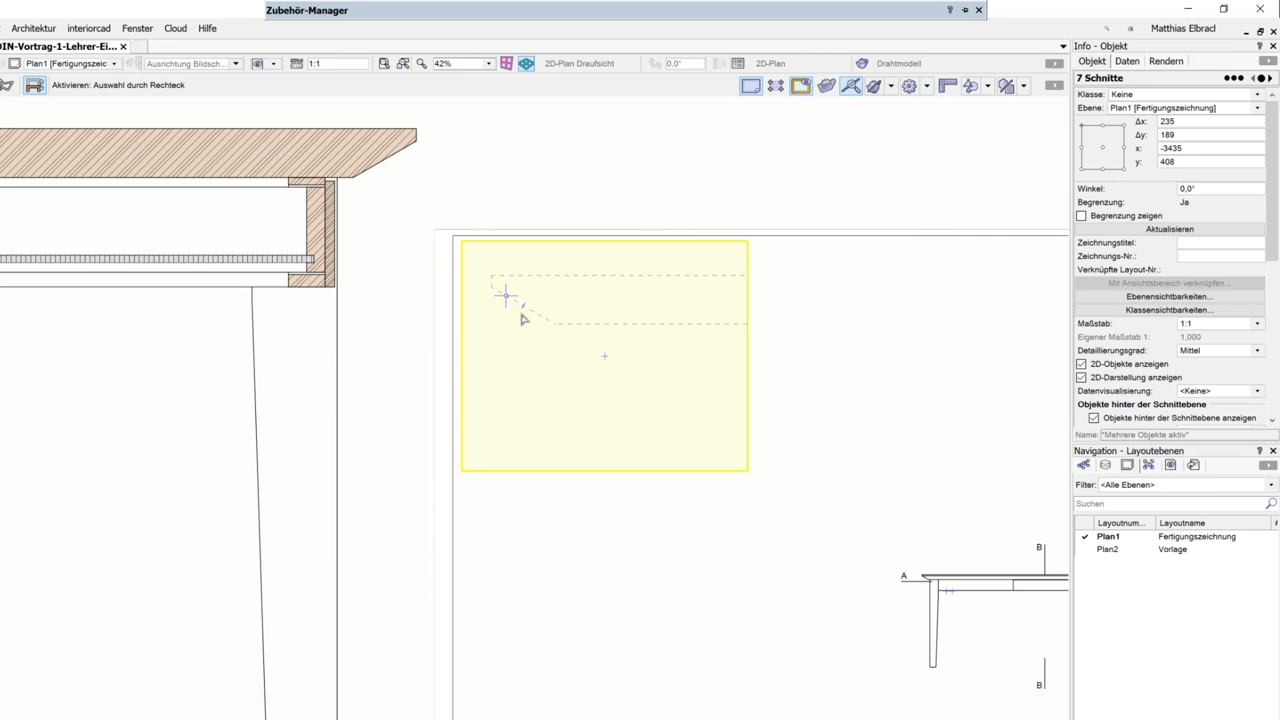 Zubehör-Manager
Architektur interiorcad Fenster Cloud Hilfe
Matthias Elbracl
DIN-Vortrag-1-Lehrer-Ei...
Plan1 [Fertigungszeic
Ausrichtung Bildsch...
1:1
42%
2D-Plan Draufsicht
0,0°
2D-Plan
Drahtmodell
Aktivieren: Auswahl durch Rechteck
Info - Objekt
Objekt Daten Rendern
7 Schnitte
Klasse: Keine
Ebene: Plan1 [Fertigungszeichnung]
Δx: 235
Δy: 189
x: -3435
y: 408
Winkel: 0,0°
Begrenzung: Ja
Begrenzung zeigen
Aktualisieren
Zeichnungstitel:
Zeichnungs-Nr.:
Verknüpfte Layout-Nr.:
Mit Ansichtsbereich verknüpfen...
Ebenensichtbarkeiten...
Klassensichtbarkeiten...
Maßstab: 1:1
Eigener Maßstab 1: 1,000
Detaillierungsgrad: Mittel
2D-Objekte anzeigen
2D-Darstellung anzeigen
Datenvisualisierung: <Keine>
Objekte hinter der Schnittebene
Objekte hinter der Schnittebene anzeigen
Name: "Mehrere Objekte aktiv"
Navigation - Layoutebenen
Filter: <Alle Ebenen>
Suchen
Layoutnum... Layoutname
Plan1 Fertigungszeichnung
Plan2 Vorlage
B
A
B